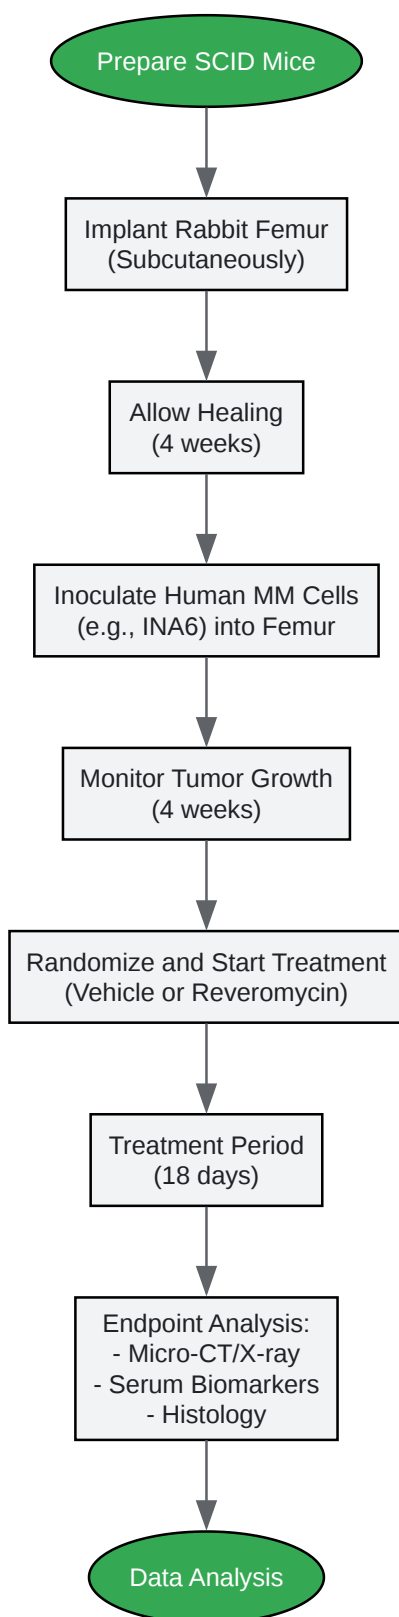 Prepare SCID Mice
Implant Rabbit Femur
(Subcutaneously)
Allow Healing
(4 weeks)
Inoculate Human MM Cells
(e.g., INA6) into Femur
Monitor Tumor Growth
(4 weeks)
Randomize and Start Treatment
(Vehicle or Reveromycin)
Treatment Period
(18 days)
Endpoint Analysis:
- Micro-CT/X-ray
- Serum Biomarkers
- Histology
Data Analysis